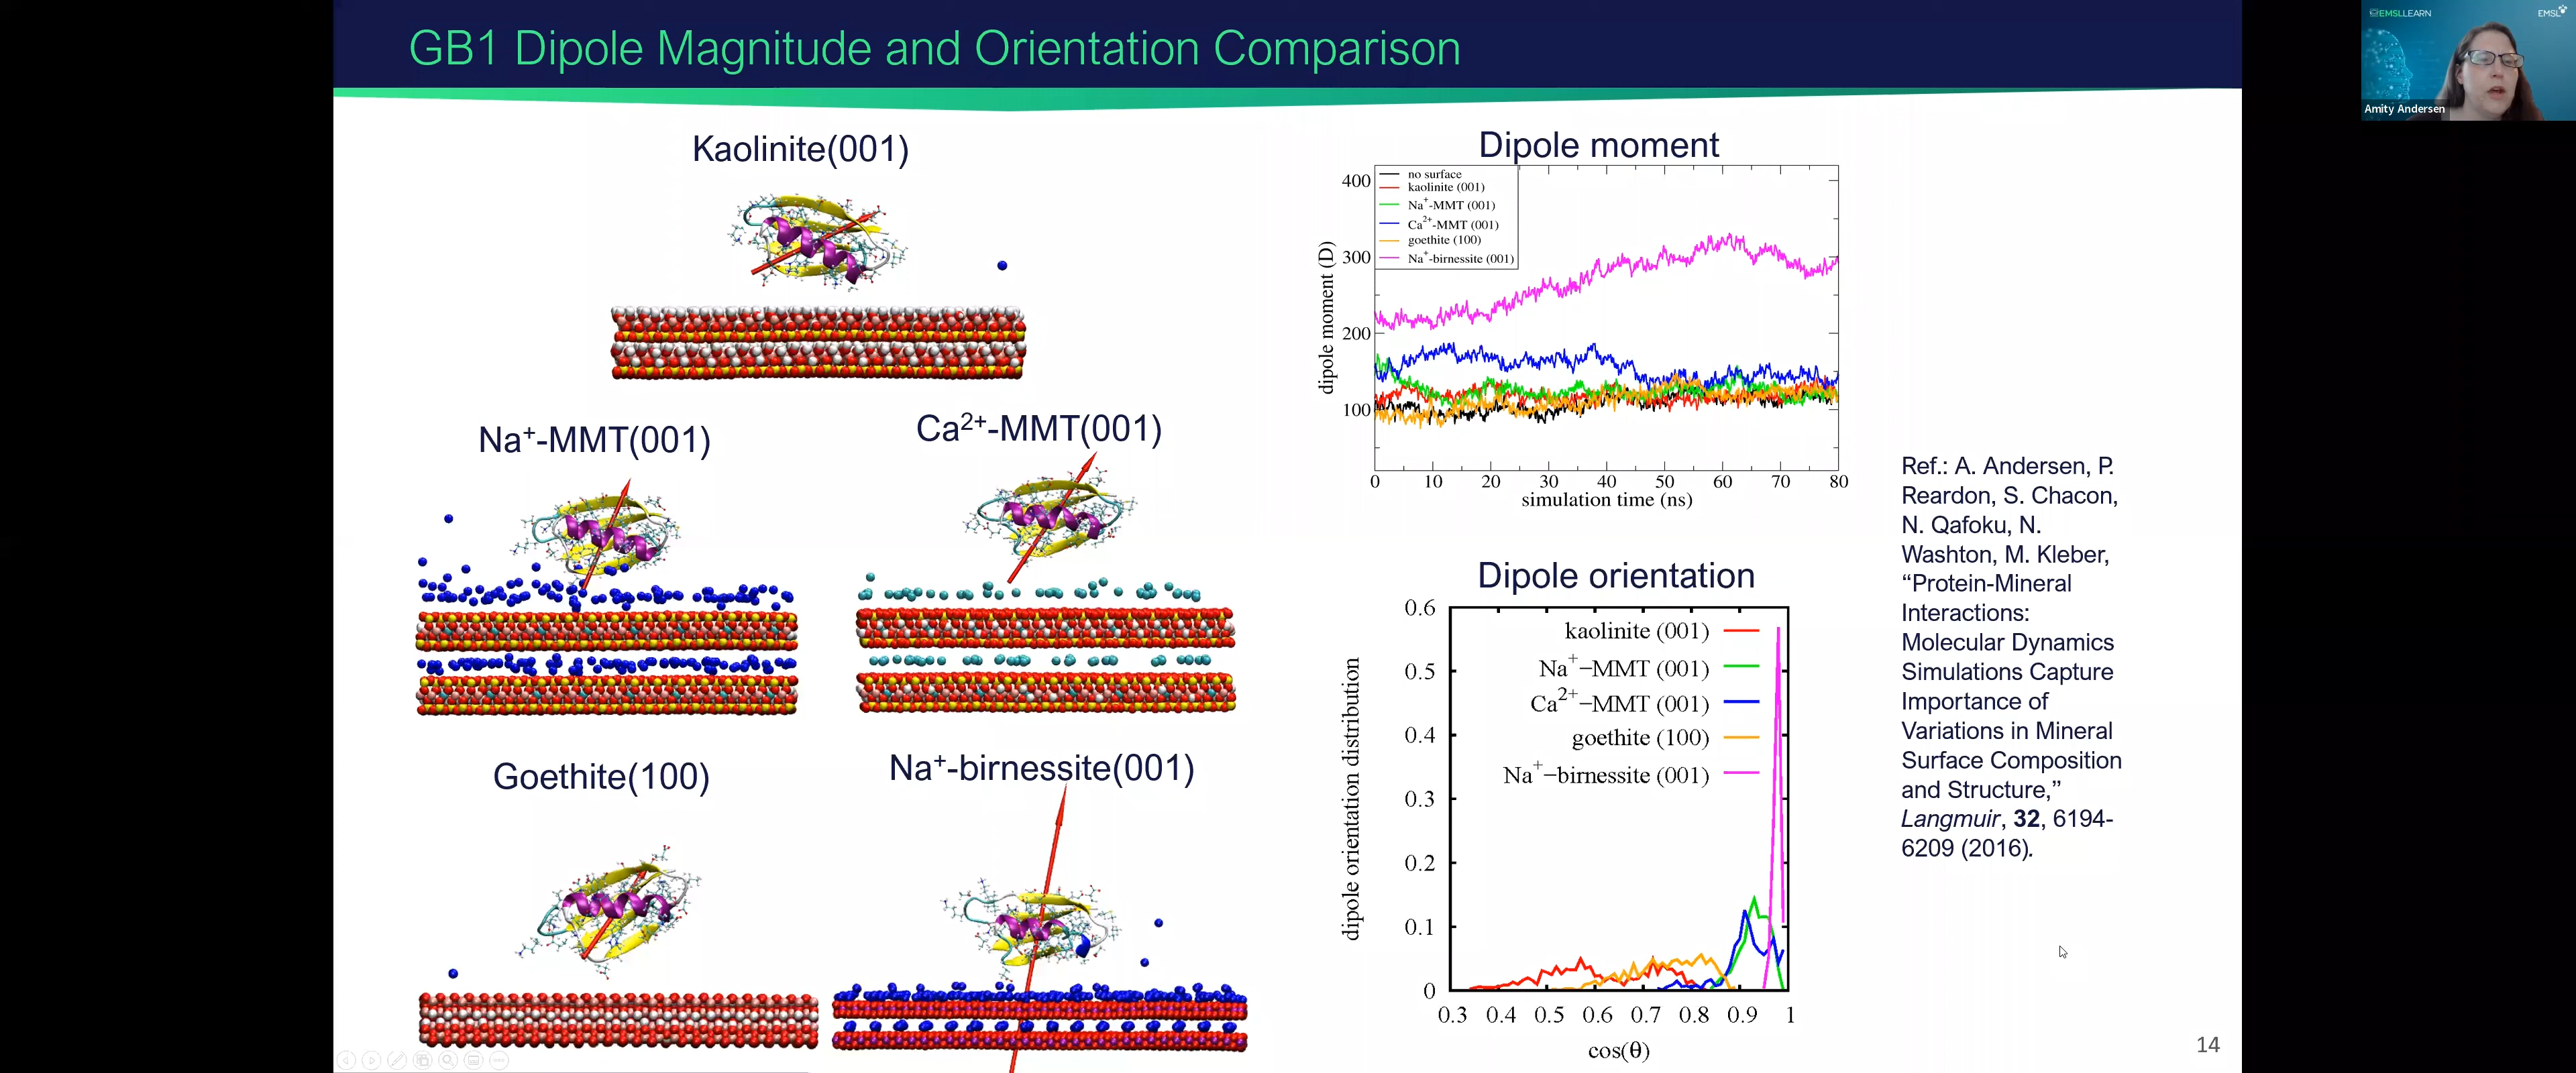 GB1 Dipole Magnitude and Orientation Comparison
EMSLLEARN
EMSL
Amity Andersen
Kaolinite(001)
Na+-MMT(001)
Ca2+-MMT(001)
Goethite(100)
Na+-birnessite(001)
Dipole moment
no surface
kaolinite (001)
Na+-MMT (001)
Ca2+-MMT (001)
goethite (100)
Na+-birnessite (001)
400
300
200
100
dipole moment (D)
0 10 20 30 40 50 60 70 80
simulation time (ns)
Dipole orientation
kaolinite (001)
Na+−MMT (001)
Ca2+−MMT (001)
goethite (100)
Na+−birnessite (001)
0.6
0.5
0.4
0.3
0.2
0.1
0
dipole orientation distribution
0.3 0.4 0.5 0.6 0.7 0.8 0.9 1
cos(θ)
Ref.: A. Andersen, P.
Reardon, S. Chacon,
N. Qafoku, N.
Washton, M. Kleber,
“Protein-Mineral
Interactions:
Molecular Dynamics
Simulations Capture
Importance of
Variations in Mineral
Surface Composition
and Structure,”
Langmuir, 32, 6194-
6209 (2016).
14